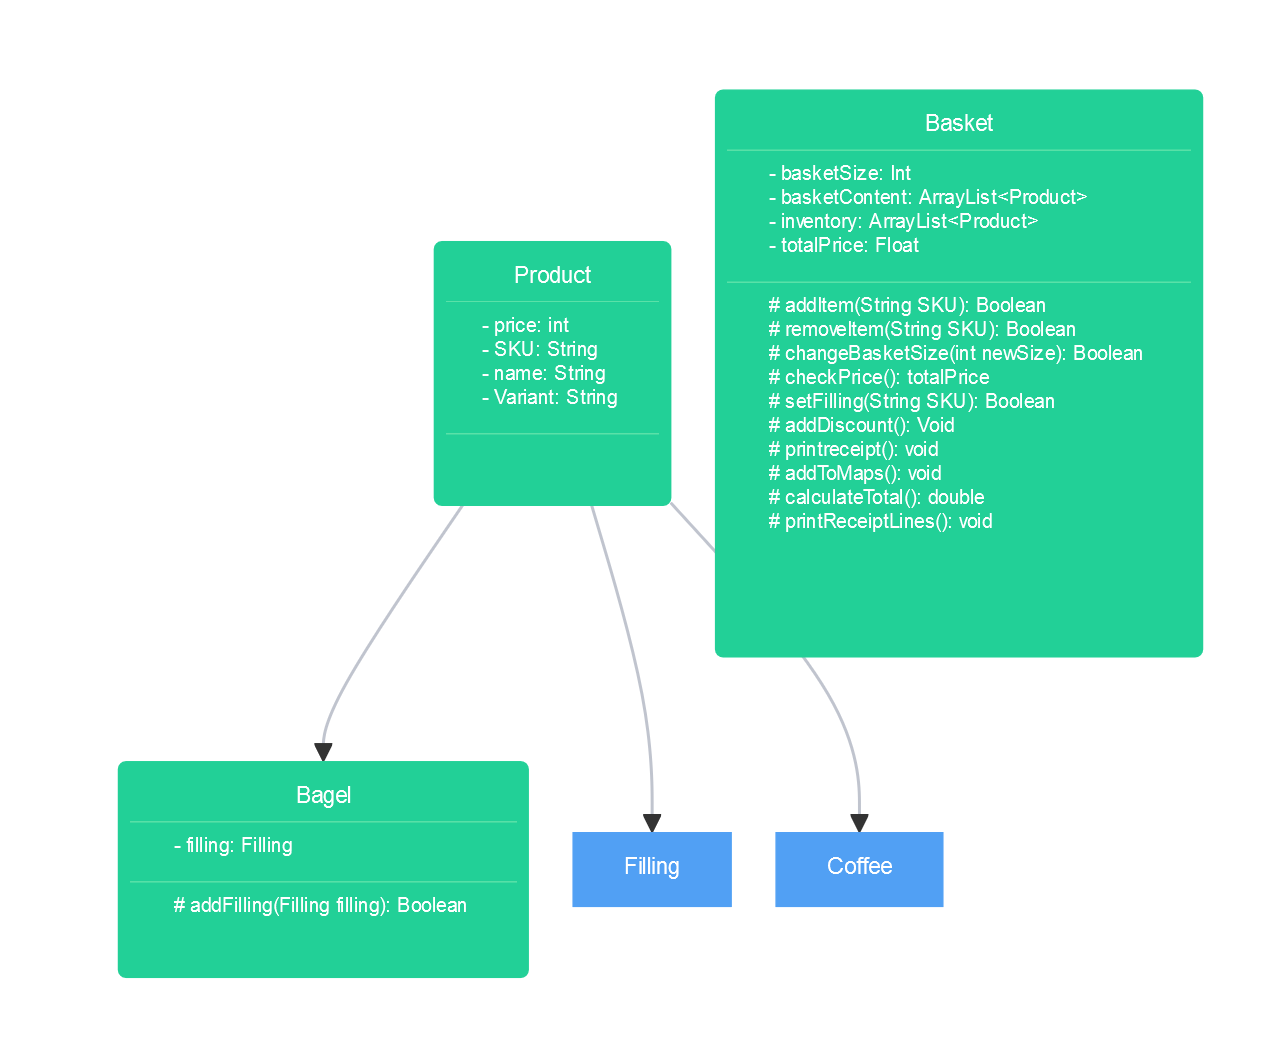 Basket
- basketSize: Int
- basketContent: ArrayList<Product>
- inventory: ArrayList<Product>
- totalPrice: Float
# addItem(String SKU): Boolean
# removeItem(String SKU): Boolean
# changeBasketSize(int newSize): Boolean
# checkPrice(): totalPrice
# setFilling(String SKU): Boolean
# addDiscount(): Void
# printreceipt(): void
# addToMaps(): void
# calculateTotal(): double
# printReceiptLines(): void
Product
- price: int
- SKU: String
- name: String
- Variant: String
Bagel
- filling: Filling
# addFilling(Filling filling): Boolean
Filling
Coffee